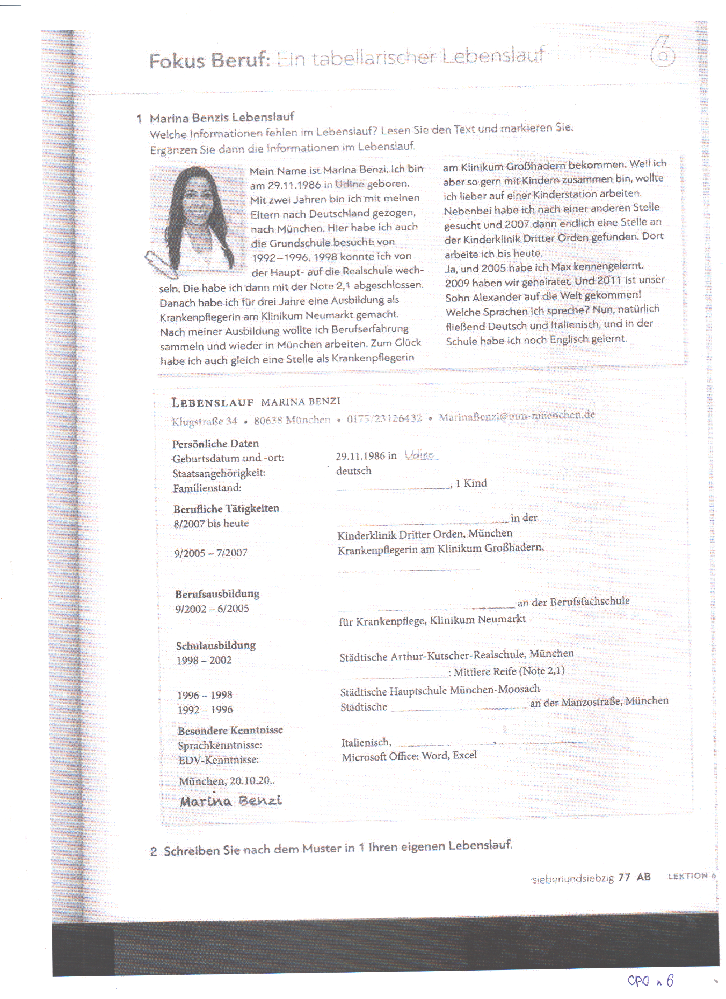 Fokus Beruf: Ein tabellarischer Lebenslauf
6
1 Marina Benzis Lebenslauf
Welche Informationen fehlen im Lebenslauf? Lesen Sie den Text und markieren Sie.
Ergänzen Sie dann die Informationen im Lebenslauf.
Mein Name ist Marina Benzi. Ich bin
am 29.11.1986 in Udine geboren.
Mit zwei Jahren bin ich mit meinen
Eltern nach Deutschland gezogen,
nach München. Hier habe ich auch
die Grundschule besucht: von
1992–1996. 1998 konnte ich von
der Haupt- auf die Realschule wech-
seln. Die habe ich dann mit der Note 2,1 abgeschlossen.
Danach habe ich für drei Jahre eine Ausbildung als
Krankenpflegerin am Klinikum Neumarkt gemacht.
Nach meiner Ausbildung wollte ich Berufserfahrung
sammeln und wieder in München arbeiten. Zum Glück
habe ich auch gleich eine Stelle als Krankenpflegerin
am Klinikum Großhadern bekommen. Weil ich
aber so gern mit Kindern zusammen bin, wollte
ich lieber auf einer Kinderstation arbeiten.
Nebenbei habe ich nach einer anderen Stelle
gesucht und 2007 dann endlich eine Stelle an
der Kinderklinik Dritter Orden gefunden. Dort
arbeite ich bis heute.
Ja, und 2005 habe ich Max kennengelernt.
2009 haben wir geheiratet. Und 2011 ist unser
Sohn Alexander auf die Welt gekommen!
Welche Sprachen ich spreche? Nun, natürlich
fließend Deutsch und Italienisch, und in der
Schule habe ich noch Englisch gelernt.
LEBENSLAUF MARINA BENZI
Klugstraße 34 • 80638 München • 0175/23126432 • MarinaBenzi@mm-muenchen.de
Persönliche Daten
Geburtsdatum und -ort: 29.11.1986 in Udine
Staatsangehörigkeit: deutsch
Familienstand: , 1 Kind
Berufliche Tätigkeiten
8/2007 bis heute in der
Kinderklinik Dritter Orden, München
9/2005 – 7/2007 Krankenpflegerin am Klinikum Großhadern,
Berufsausbildung
9/2002 – 6/2005 an der Berufsfachschule
für Krankenpflege, Klinikum Neumarkt
Schulausbildung
1998 – 2002 Städtische Arthur-Kutscher-Realschule, München
: Mittlere Reife (Note 2,1)
1996 – 1998 Städtische Hauptschule München-Moosach
1992 – 1996 Städtische an der Manzostraße, München
Besondere Kenntnisse
Sprachkenntnisse: Italienisch, ,
EDV-Kenntnisse: Microsoft Office: Word, Excel
München, 20.10.20..
Marina Benzi
2 Schreiben Sie nach dem Muster in 1 Ihren eigenen Lebenslauf.
siebenundsiebzig 77 AB LEKTION 6